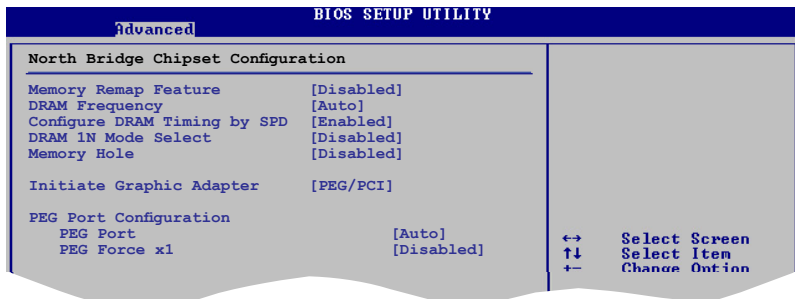 BIOS SETUP UTILITY
Advanced
North Bridge Chipset Configuration
Memory Remap Feature [Disabled]
DRAM Frequency [Auto]
Configure DRAM Timing by SPD [Enabled]
DRAM 1N Mode Select [Disabled]
Memory Hole [Disabled]
Initiate Graphic Adapter [PEG/PCI]
PEG Port Configuration
PEG Port [Auto]
PEG Force x1 [Disabled]
←→ Select Screen
↑↓ Select Item
+- Change Option